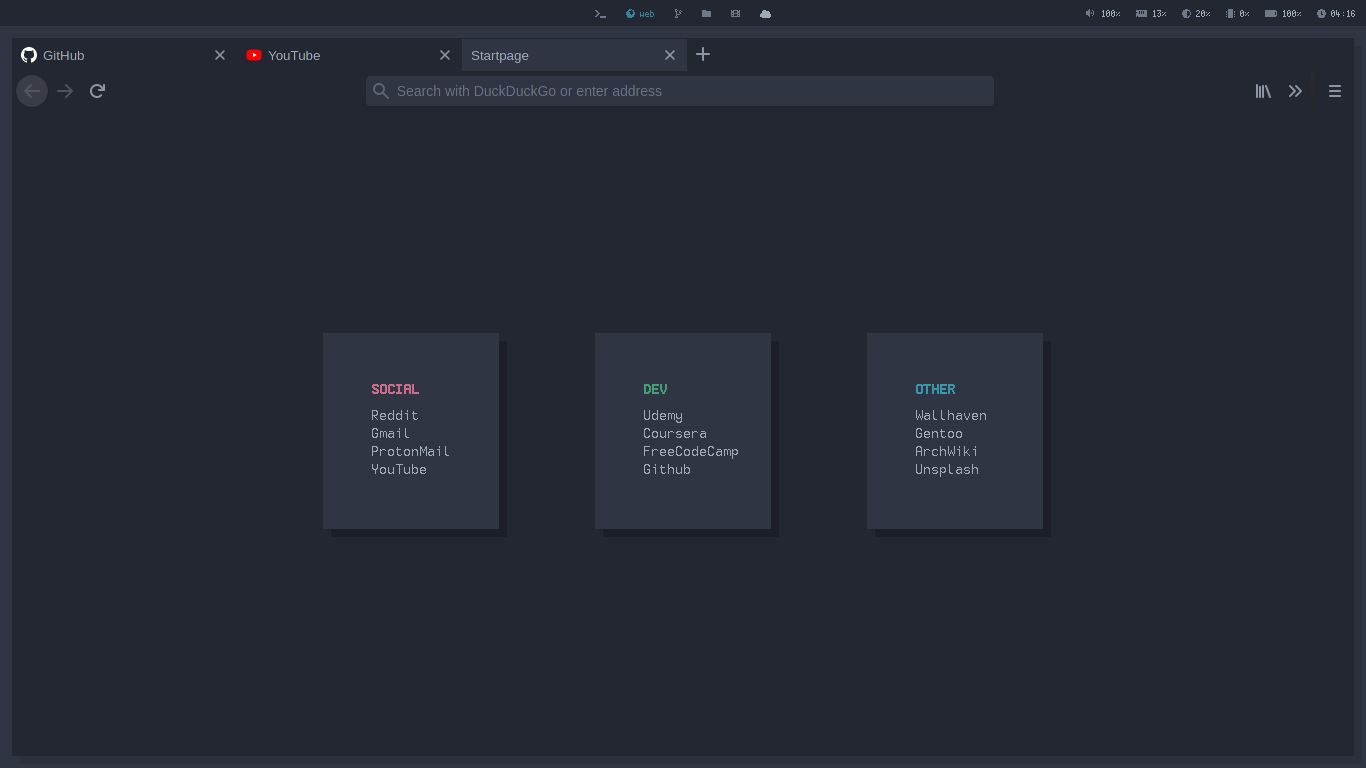 web
100% 13% 20% 0% 100% 04:16
GitHub
YouTube
Startpage
Search with DuckDuckGo or enter address
SOCIAL
Reddit
Gmail
ProtonMail
YouTube
DEV
Udemy
Coursera
FreeCodeCamp
Github
OTHER
Wallhaven
Gentoo
ArchWiki
Unsplash